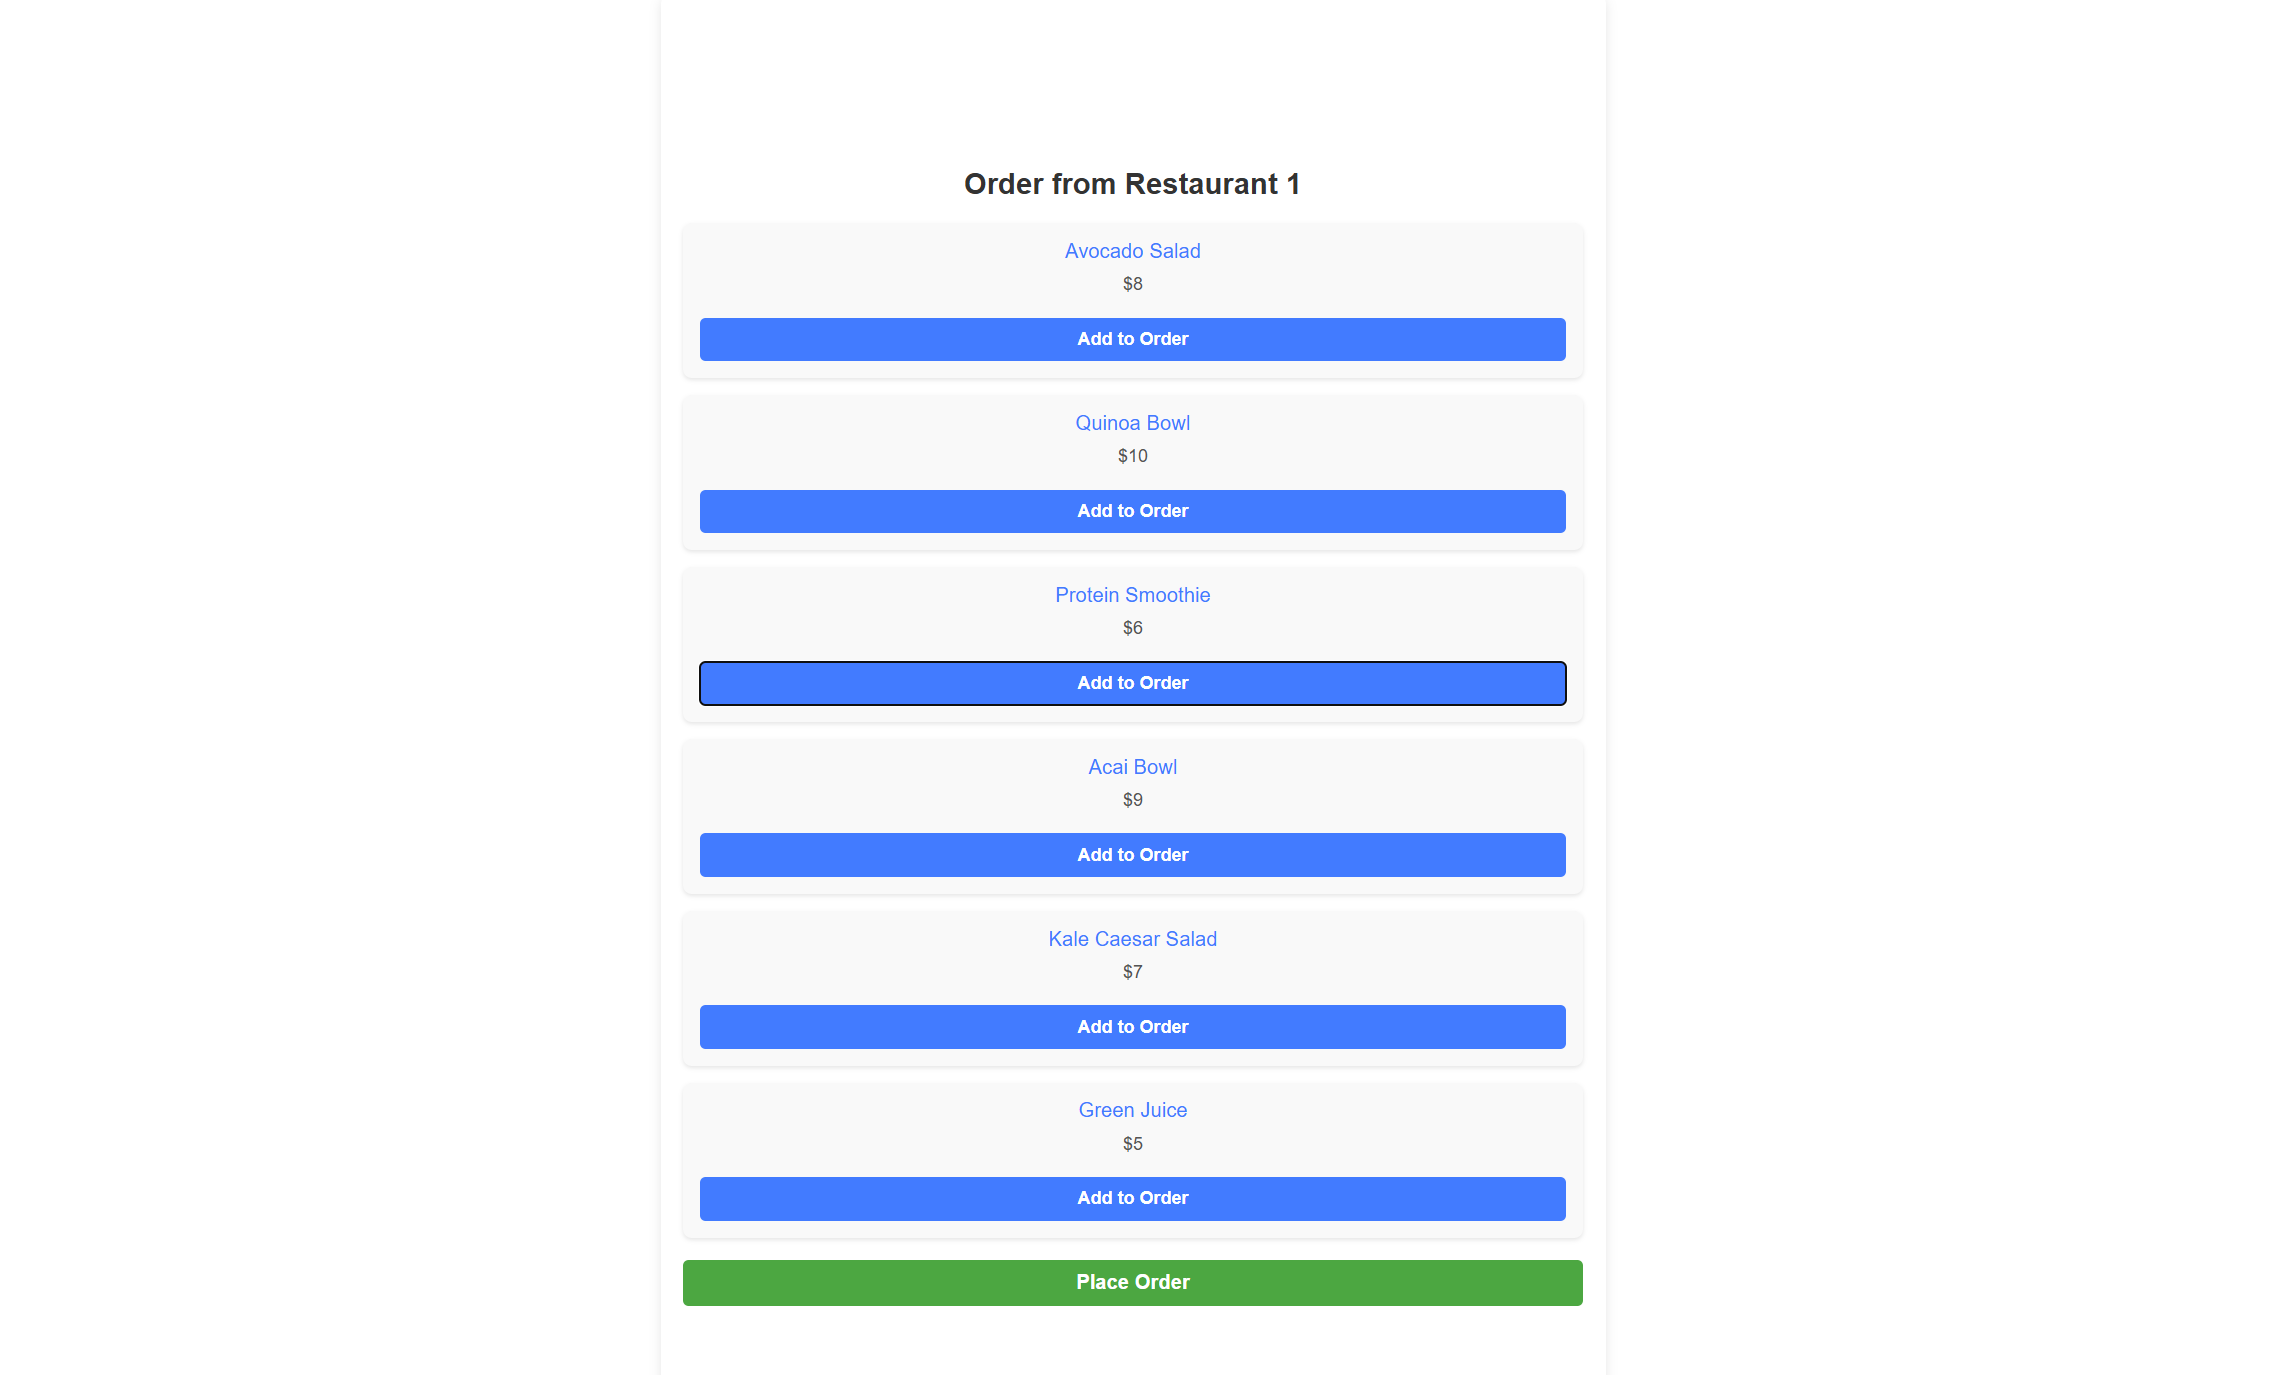 Order from Restaurant 1
Avocado Salad
$8
Add to Order
Quinoa Bowl
$10
Add to Order
Protein Smoothie
$6
Add to Order
Acai Bowl
$9
Add to Order
Kale Caesar Salad
$7
Add to Order
Green Juice
$5
Add to Order
Place Order